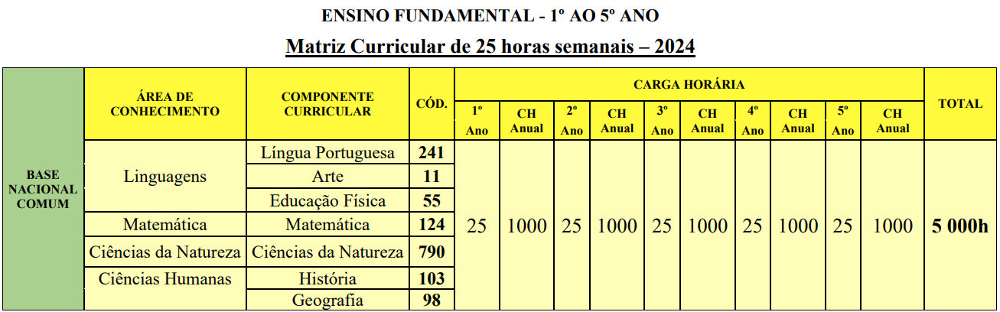 ENSINO FUNDAMENTAL - 1º AO 5º ANO
Matriz Curricular de 25 horas semanais – 2024
BASE
NACIONAL
COMUM
ÁREA DE
CONHECIMENTO
COMPONENTE
CURRICULAR
CÓD.
CARGA HORÁRIA
TOTAL
1º
Ano
CH
Anual
2º
Ano
CH
Anual
3º
Ano
CH
Anual
4º
Ano
CH
Anual
5º
Ano
CH
Anual
Linguagens
Língua Portuguesa 241
Arte 11
Educação Física 55
Matemática Matemática 124
Ciências da Natureza Ciências da Natureza 790
Ciências Humanas História 103
Geografia 98
25 1000 25 1000 25 1000 25 1000 25 1000 5 000h